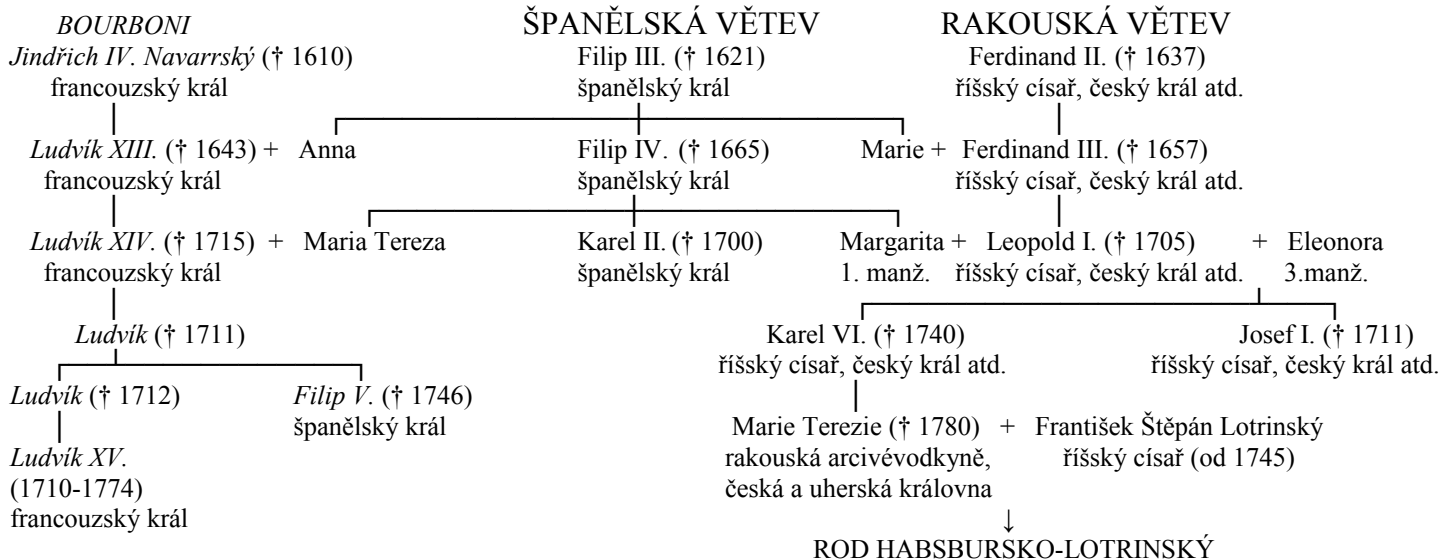 BOURBONI ŠPANĚLSKÁ VĚTEV RAKOUSKÁ VĚTEV
Jindřich IV. Navarrský († 1610) Filip III. († 1621) Ferdinand II. († 1637)
francouzský král španělský král říšský císař, český král atd.
Ludvík XIII. († 1643) + Anna Filip IV. († 1665) Marie + Ferdinand III. († 1657)
francouzský král španělský král říšský císař, český král atd.
Ludvík XIV. († 1715) + Maria Tereza Karel II. († 1700) Margarita + Leopold I. († 1705) + Eleonora
francouzský král španělský král 1. manž. říšský císař, český král atd. 3.manž.
Ludvík († 1711) Karel VI. († 1740) Josef I. († 1711)
říšský císař, český král atd. říšský císař, český král atd.
Ludvík († 1712) Filip V. († 1746)
španělský král Marie Terezie († 1780) + František Štěpán Lotrinský
Ludvík XV. rakouská arcivévodkyně, říšský císař (od 1745)
(1710-1774) česká a uherská královna
francouzský král ↓
ROD HABSBURSKO-LOTRINSKÝ